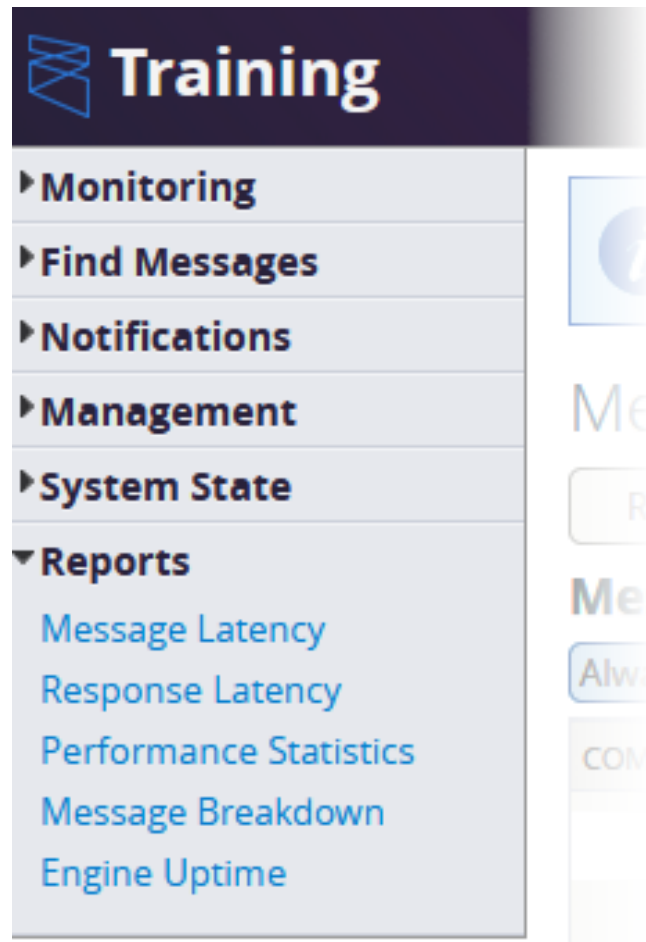 Training
Monitoring
Find Messages
Notifications
Management
System State
Reports
Message Latency
Response Latency
Performance Statistics
Message Breakdown
Engine Uptime